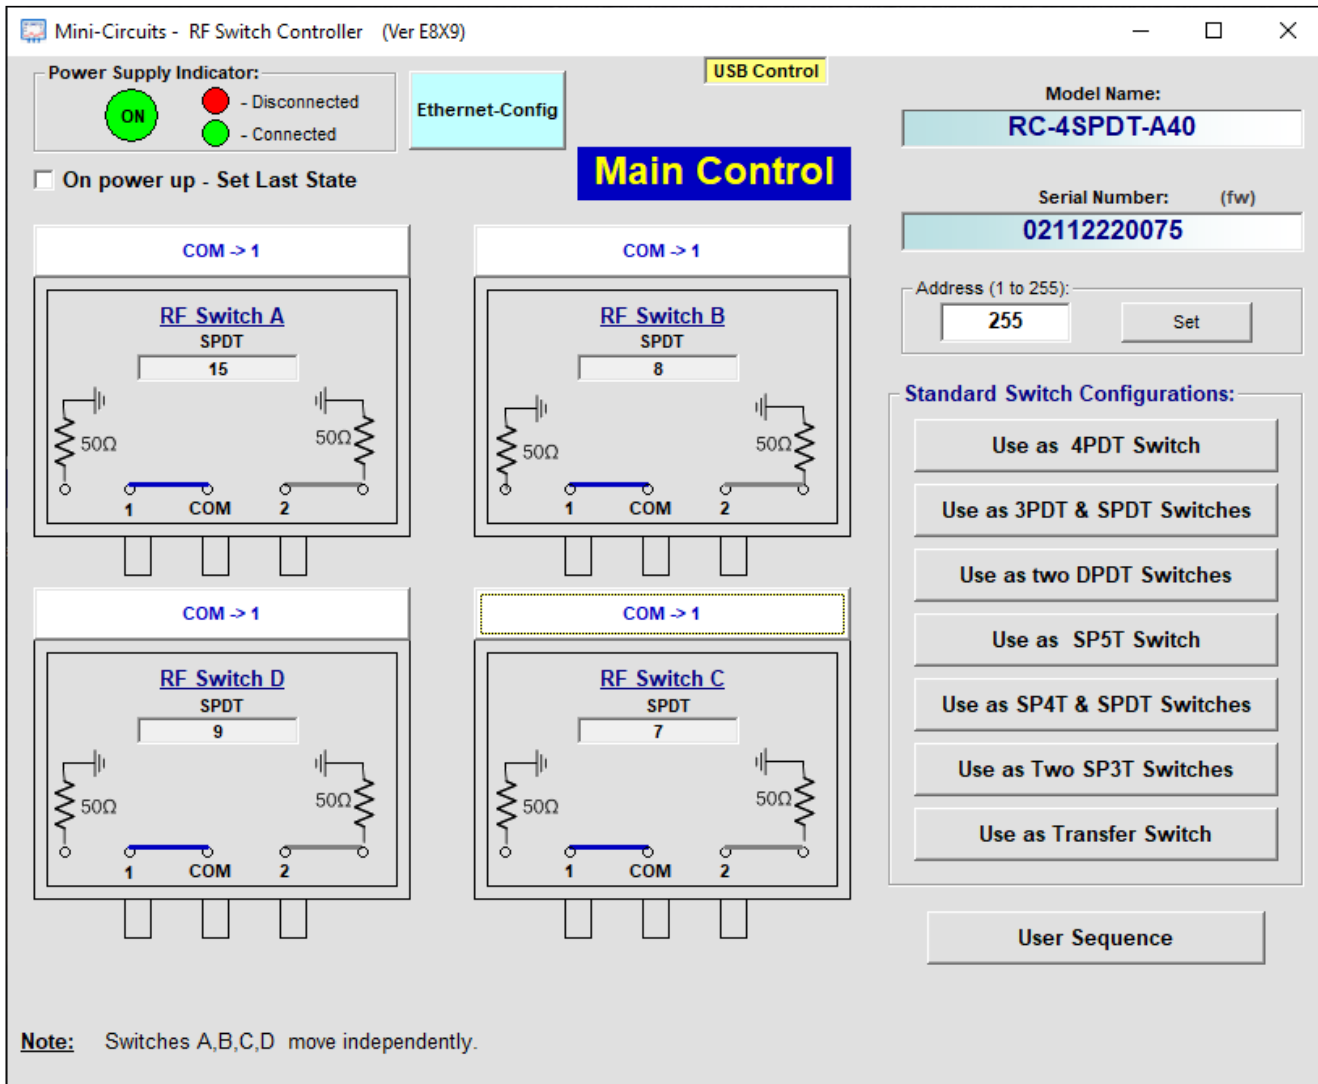 Mini-Circuits - RF Switch Controller (Ver E8X9)
Power Supply Indicator:
ON
- Disconnected
- Connected
Ethernet-Config
USB Control
On power up - Set Last State
Main Control
Model Name:
RC-4SPDT-A40
Serial Number: (fw)
02112220075
Address (1 to 255):
255
Set
COM -> 1
RF Switch A
SPDT
15
50Ω
50Ω
1 COM 2
COM -> 1
RF Switch B
SPDT
8
50Ω
50Ω
1 COM 2
COM -> 1
RF Switch D
SPDT
9
50Ω
50Ω
1 COM 2
COM -> 1
RF Switch C
SPDT
7
50Ω
50Ω
1 COM 2
Standard Switch Configurations:
Use as 4PDT Switch
Use as 3PDT & SPDT Switches
Use as two DPDT Switches
Use as SP5T Switch
Use as SP4T & SPDT Switches
Use as Two SP3T Switches
Use as Transfer Switch
User Sequence
Note: Switches A,B,C,D move independently.